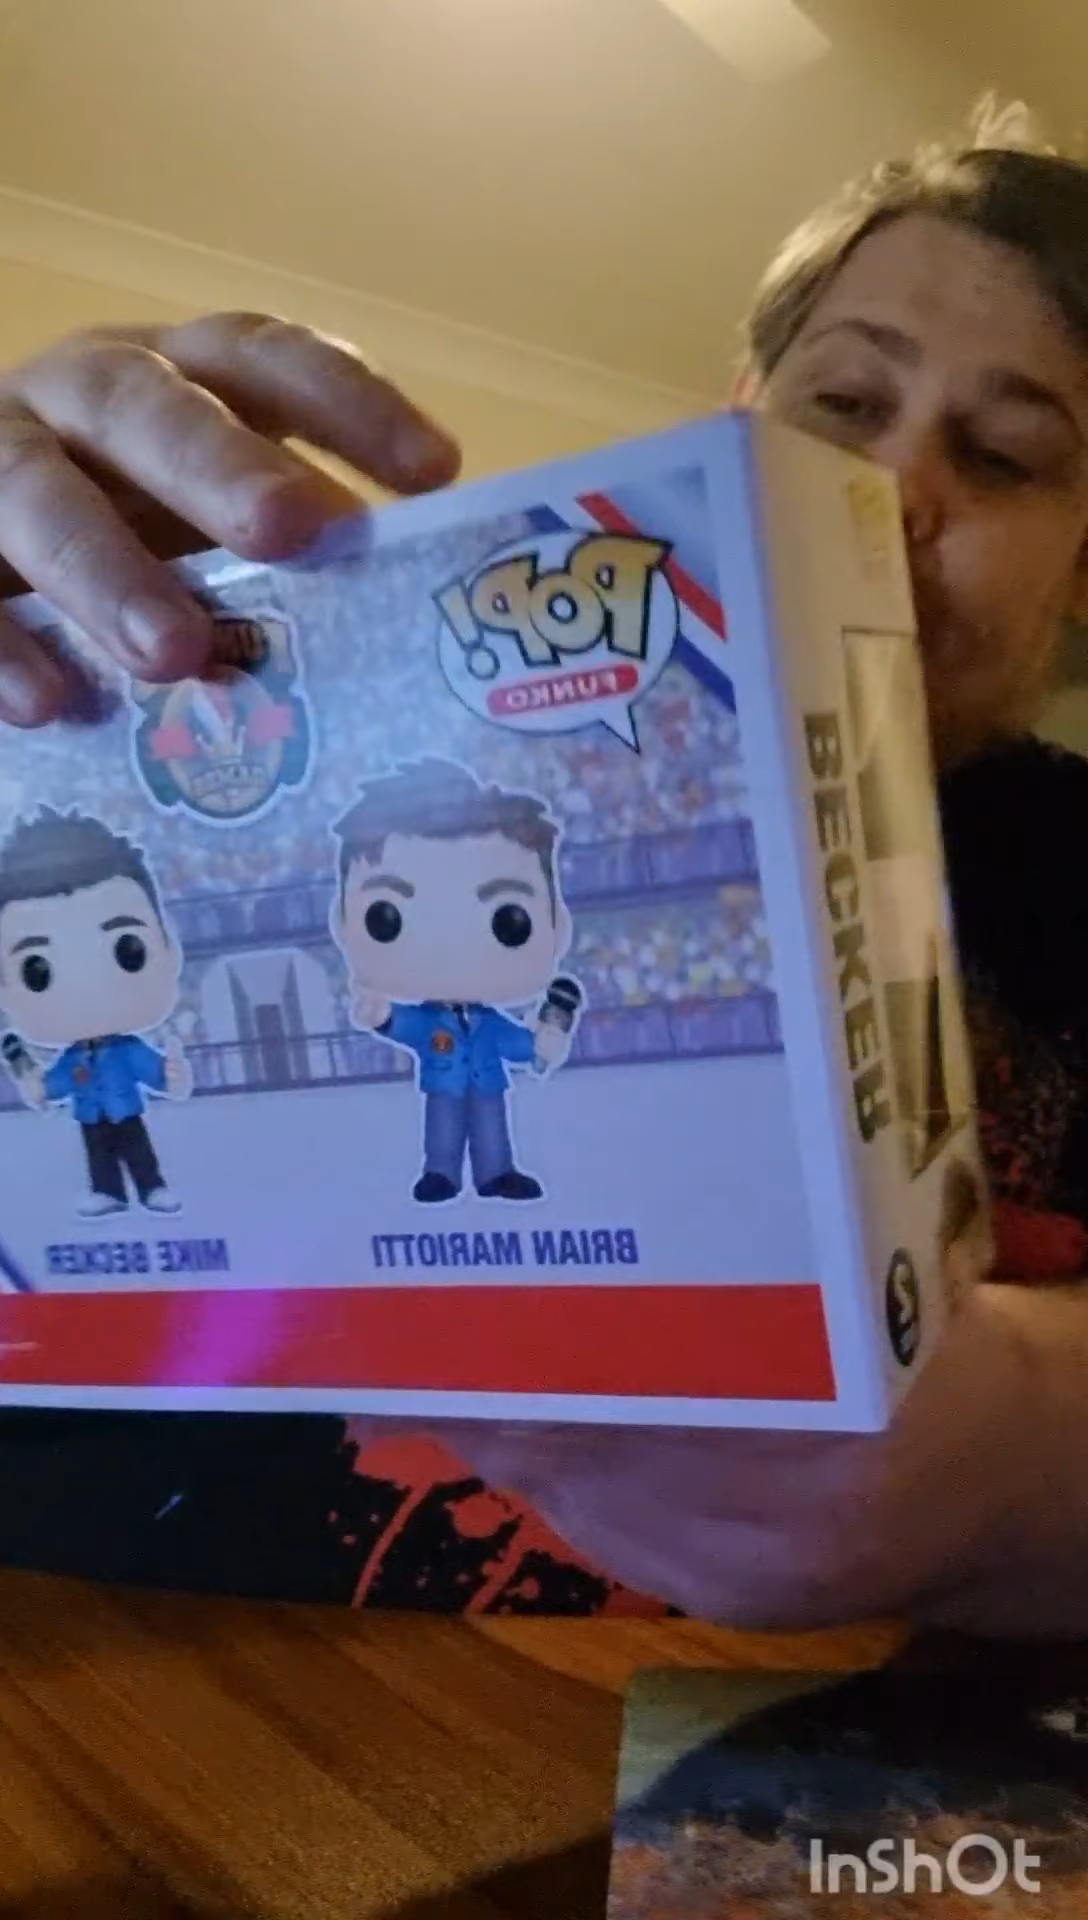 POP!
FUNKO
BECKER
MIKE BECKER
BRIAN MARIOTTI
InShOt